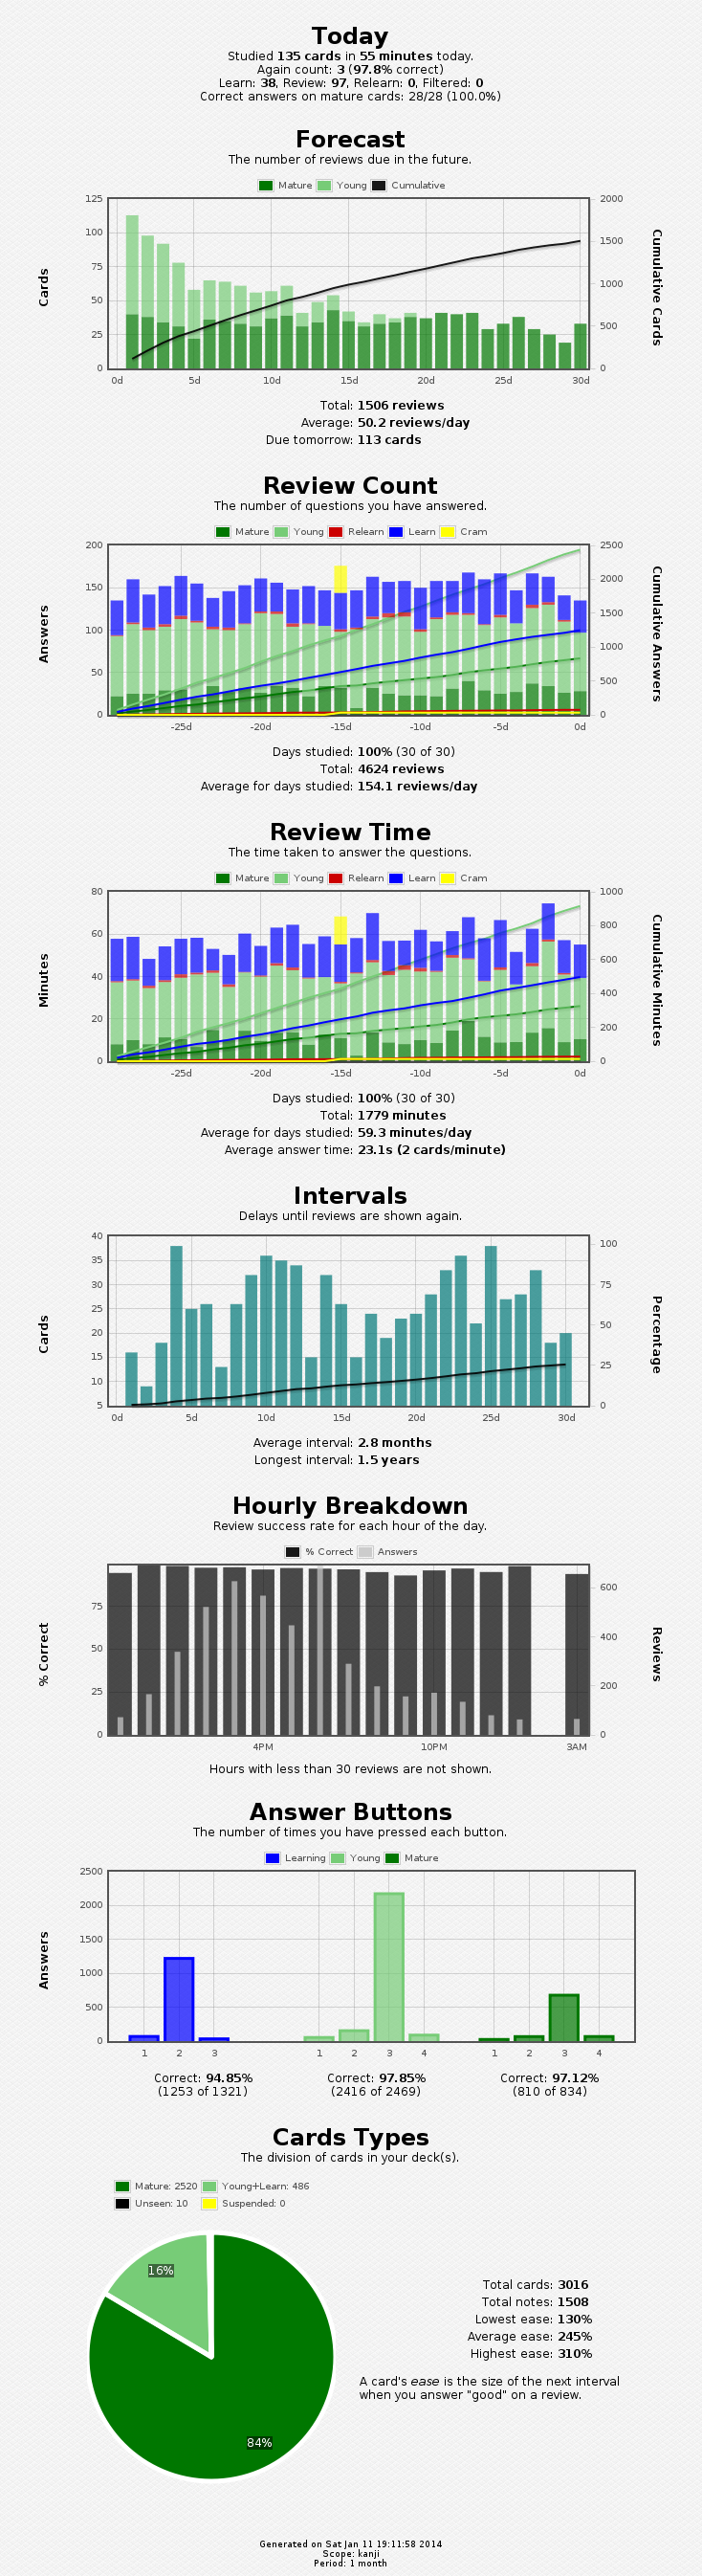 Today
Studied 135 cards in 55 minutes today.
Again count: 3 (97.8% correct)
Learn: 38, Review: 97, Relearn: 0, Filtered: 0
Correct answers on mature cards: 28/28 (100.0%)
Forecast
The number of reviews due in the future.
Mature Young Cumulative
125 2000
100 1500
75 1000
50 500
25
0 0
Cards
Cumulative Cards
0d 5d 10d 15d 20d 25d 30d
Total: 1506 reviews
Average: 50.2 reviews/day
Due tomorrow: 113 cards
Review Count
The number of questions you have answered.
Mature Young Relearn Learn Cram
200 2500
150 2000
100 1500
50 1000
500
0 0
Answers
Cumulative Answers
-25d -20d -15d -10d -5d 0d
Days studied: 100% (30 of 30)
Total: 4624 reviews
Average for days studied: 154.1 reviews/day
Review Time
The time taken to answer the questions.
Mature Young Relearn Learn Cram
80 1000
60 800
40 600
20 400
200
0 0
Minutes
Cumulative Minutes
-25d -20d -15d -10d -5d 0d
Days studied: 100% (30 of 30)
Total: 1779 minutes
Average for days studied: 59.3 minutes/day
Average answer time: 23.1s (2 cards/minute)
Intervals
Delays until reviews are shown again.
40 100
35
30 75
25
20 50
15 25
10
5 0
Cards
Percentage
0d 5d 10d 15d 20d 25d 30d
Average interval: 2.8 months
Longest interval: 1.5 years
Hourly Breakdown
Review success rate for each hour of the day.
% Correct Answers
75 600
50 400
25 200
0 0
% Correct
Reviews
4PM 10PM 3AM
Hours with less than 30 reviews are not shown.
Answer Buttons
The number of times you have pressed each button.
Learning Young Mature
2500
2000
1500
1000
500
0
Answers
1 2 3 1 2 3 4 1 2 3 4
Correct: 94.85% Correct: 97.85% Correct: 97.12%
(1253 of 1321) (2416 of 2469) (810 of 834)
Cards Types
The division of cards in your deck(s).
Mature: 2520 Young+Learn: 486
Unseen: 10 Suspended: 0
16%
84%
Total cards: 3016
Total notes: 1508
Lowest ease: 130%
Average ease: 245%
Highest ease: 310%
A card's ease is the size of the next interval
when you answer "good" on a review.
Generated on Sat Jan 11 19:11:58 2014
Scope: kanji
Period: 1 month